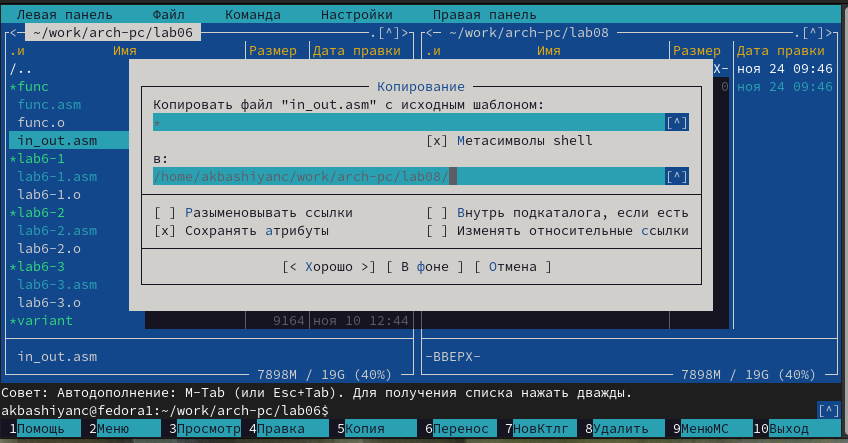 Левая панель Файл Команда Настройки Правая панель
<─ ~/work/arch-pc/lab06 ─.[^]>
<─ ~/work/arch-pc/lab08 ─.[^]>
.и Имя Размер Дата правки
.и Имя Размер Дата правки
/..
X- ноя 24 09:46
*func
0 ноя 24 09:46
func.asm
func.o
in_out.asm
*lab6-1
lab6-1.asm
lab6-1.o
*lab6-2
lab6-2.asm
lab6-2.o
*lab6-3
lab6-3.asm
lab6-3.o
*variant 9164 ноя 10 12:44
Копирование
Копировать файл "in_out.asm" с исходным шаблоном:
* [^]
[x] Метасимволы shell
в:
/home/akbashiyanc/work/arch-pc/lab08/ [^]
[ ] Разыменовывать ссылки [ ] Внутрь подкаталога, если есть
[x] Сохранять атрибуты [ ] Изменять относительные ссылки
[< Хорошо >] [ В фоне ] [ Отмена ]
in_out.asm
-ВВЕРХ-
7898M / 19G (40%)
7898M / 19G (40%)
Совет: Автодополнение: M-Tab (или Esc+Tab). Для получения списка нажать дважды.
akbashiyanc@fedora1:~/work/arch-pc/lab06$ [^]
1Помощь 2Меню 3Просмотр 4Правка 5Копия 6Перенос 7НовКтлг 8Удалить 9МенюМС 10Выход